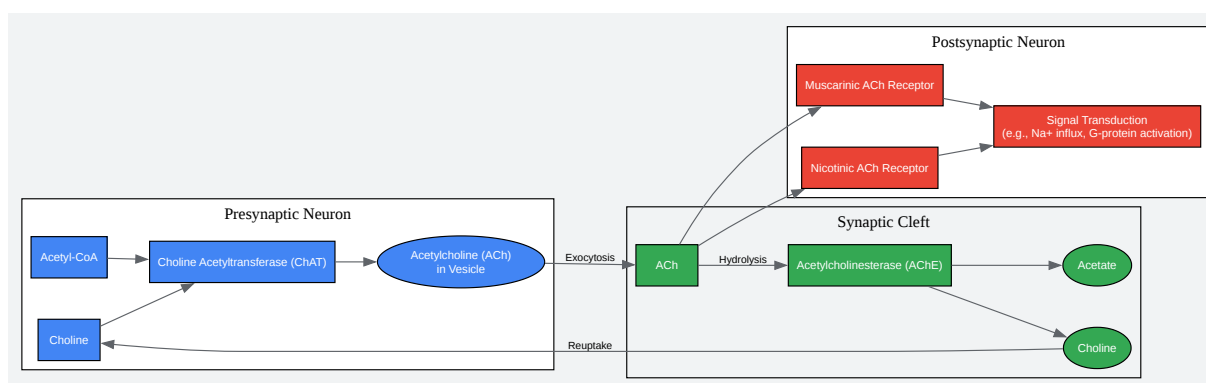 Postsynaptic Neuron
Muscarinic ACh Receptor
Signal Transduction
(e.g., Na+ influx, G-protein activation)
Nicotinic ACh Receptor
Presynaptic Neuron
Acetyl-CoA
Choline Acetyltransferase (ChAT)
Acetylcholine (ACh)
in Vesicle
Choline
Exocytosis
Synaptic Cleft
ACh
Hydrolysis
Acetylcholinesterase (AChE)
Acetate
Choline
Reuptake